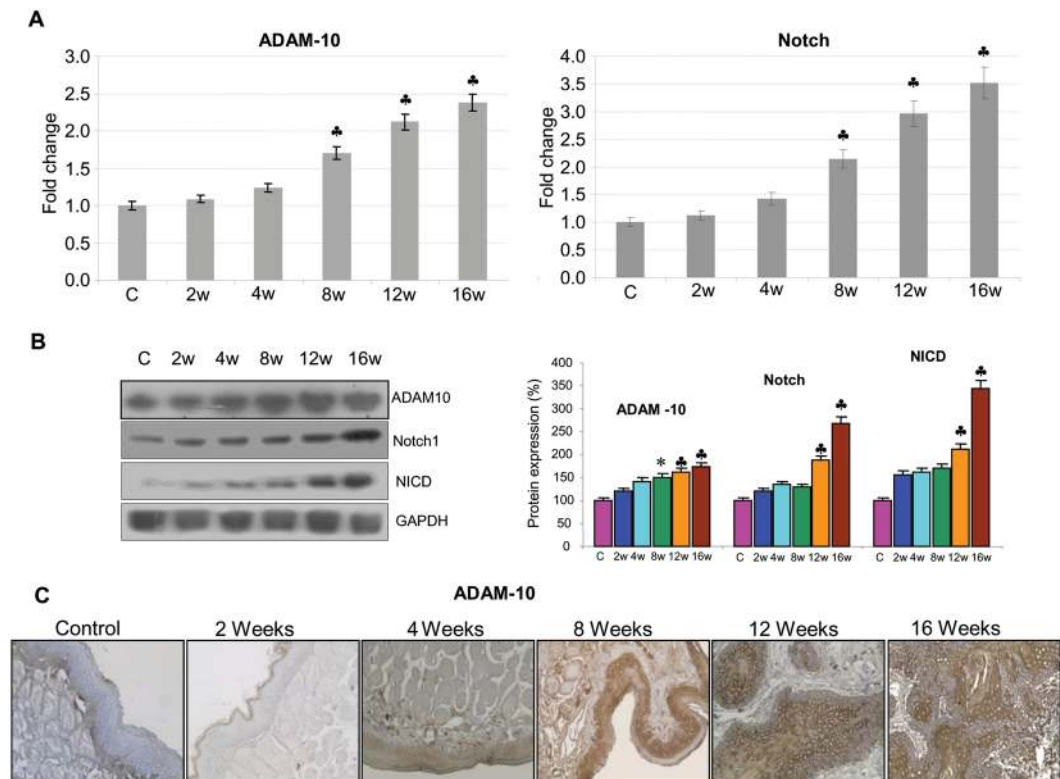 A
ADAM-10
Fold change
3.0
2.5
2.0
1.5
1.0
0.5
0.0
♣ ♣ ♣
C 2w 4w 8w 12w 16w
Notch
Fold change
4.0
3.5
3.0
2.5
2.0
1.5
1.0
0.5
0.0
♣ ♣ ♣
C 2w 4w 8w 12w 16w
B
C 2w 4w 8w 12w 16w
ADAM10
Notch1
NICD
GAPDH
Protein expression (%)
400
350
300
250
200
150
100
50
0
ADAM -10
* ♣ ♣
Notch
♣ ♣
NICD
♣ ♣
C 2w 4w 8w 12w 16w C 2w 4w 8w 12w 16w C 2w 4w 8w 12w 16w
C
ADAM-10
Control 2 Weeks 4 Weeks 8 Weeks 12 Weeks 16 Weeks